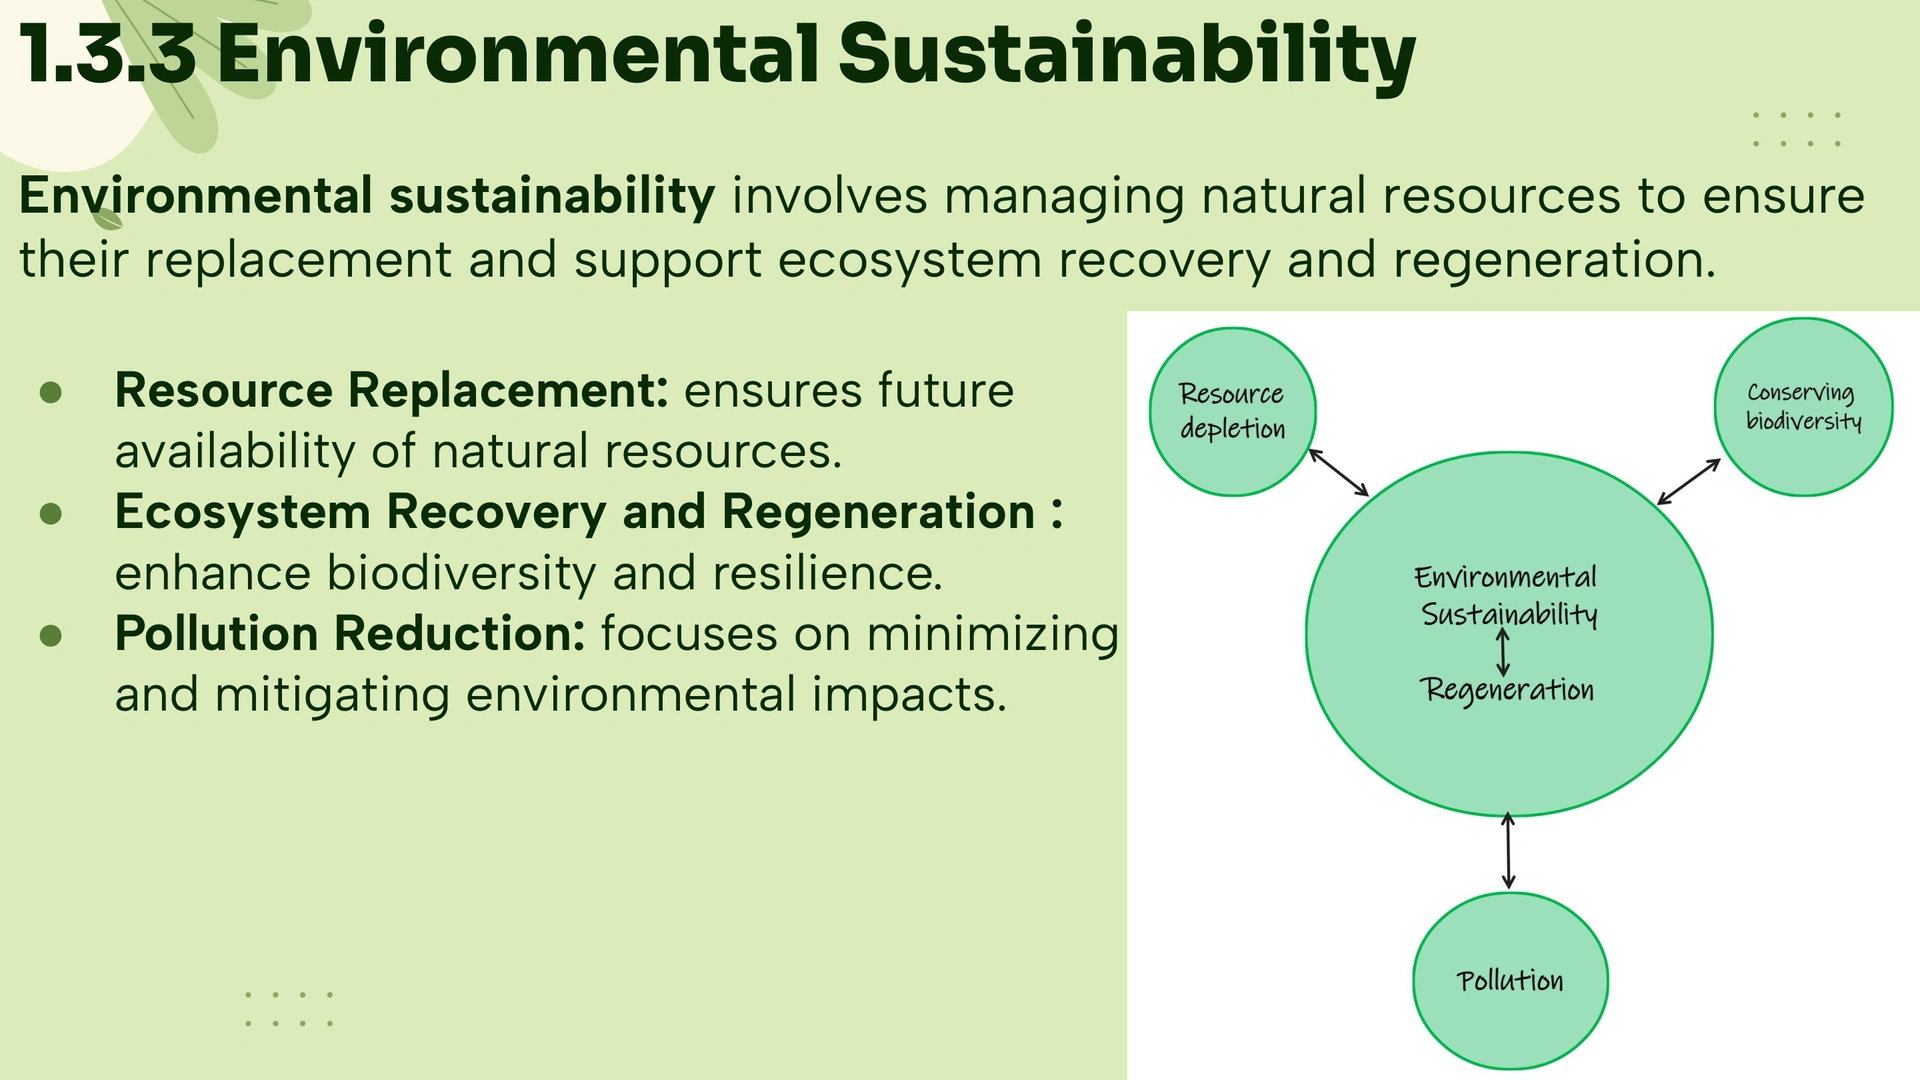 1.3.3 Environmental Sustainability
Environmental sustainability involves managing natural resources to ensure
their replacement and support ecosystem recovery and regeneration.
● Resource Replacement: ensures future
availability of natural resources.
● Ecosystem Recovery and Regeneration :
enhance biodiversity and resilience.
● Pollution Reduction: focuses on minimizing
and mitigating environmental impacts.
Resource
depletion
Conserving
biodiversity
Environmental
Sustainability
Regeneration
Pollution